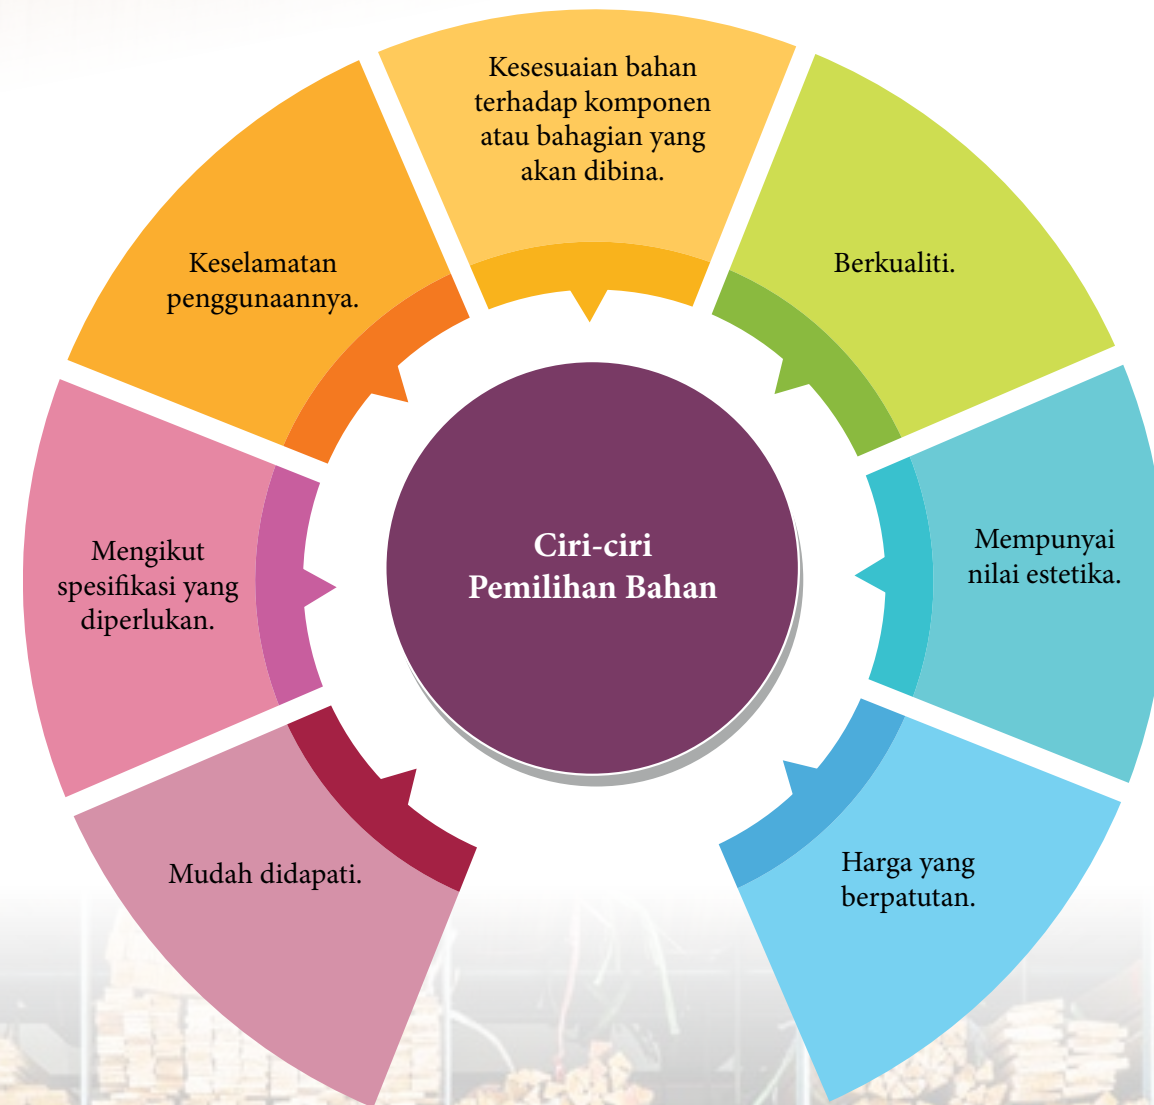 Kesesuaian bahan
terhadap komponen
atau bahagian yang
akan dibina.
Keselamatan
penggunaannya.
Berkualiti.
Mengikut
spesifikasi yang
diperlukan.
Ciri-ciri
Pemilihan Bahan
Mempunyai
nilai estetika.
Mudah didapati.
Harga yang
berpatutan.